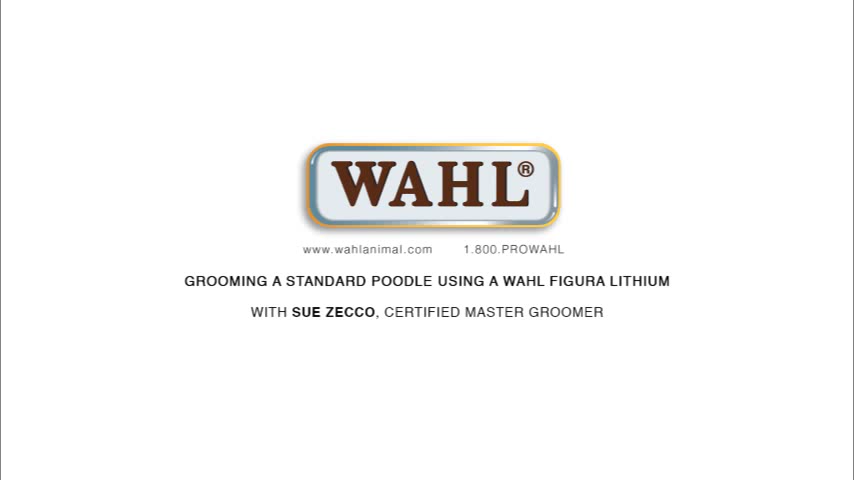 WAHL®
www.wahlanimal.com 1.800.PROWAHL
GROOMING A STANDARD POODLE USING A WAHL FIGURA LITHIUM
WITH SUE ZECCO, CERTIFIED MASTER GROOMER